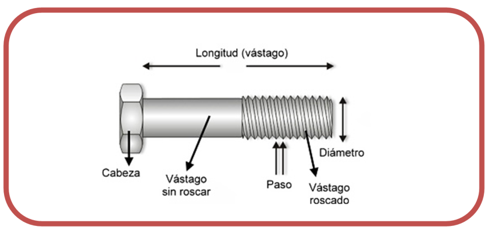 Longitud (vástago)
Diámetro
Cabeza
Vástago
sin roscar
Paso
Vástago
roscado